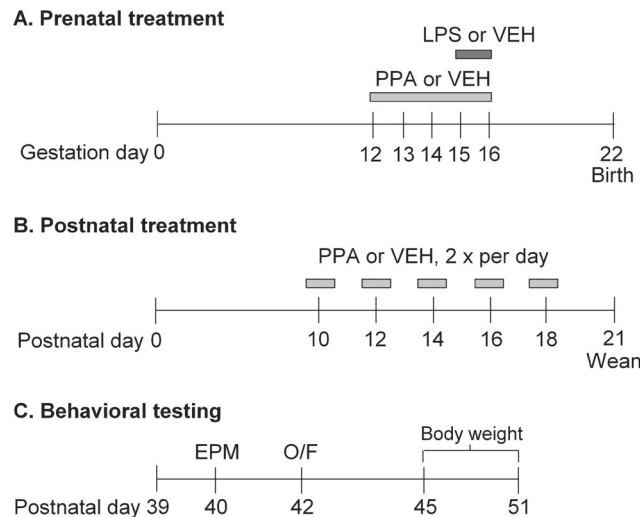 A. Prenatal treatment
LPS or VEH
PPA or VEH
Gestation day 0 12 13 14 15 16 22
Birth
B. Postnatal treatment
PPA or VEH, 2 x per day
Postnatal day 0 10 12 14 16 18 21
Wean
C. Behavioral testing
Body weight
EPM O/F
Postnatal day 39 40 42 45 51